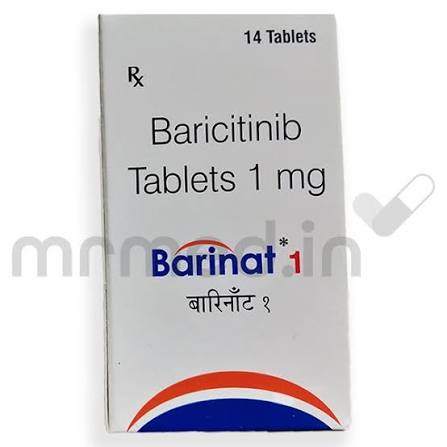 14 Tablets
Rx
Baricitinib
Tablets 1 mg
mrmed.in
Barinat* 1
बारिनॅट १